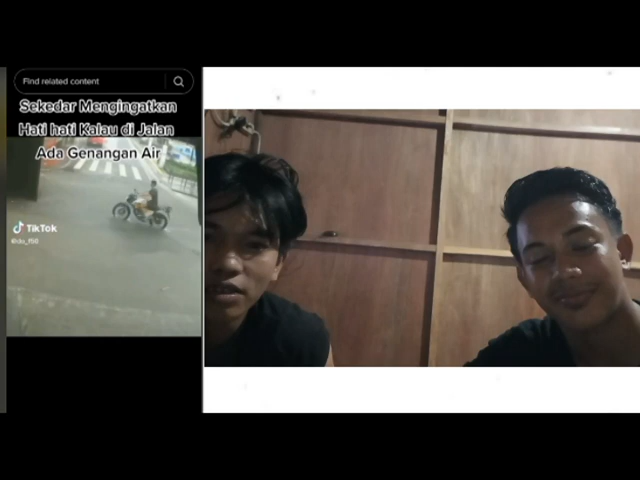 Find related content
Sekedar Mengingatkan
Hati hati Kalau di Jalan
Ada Genangan Air
TikTok